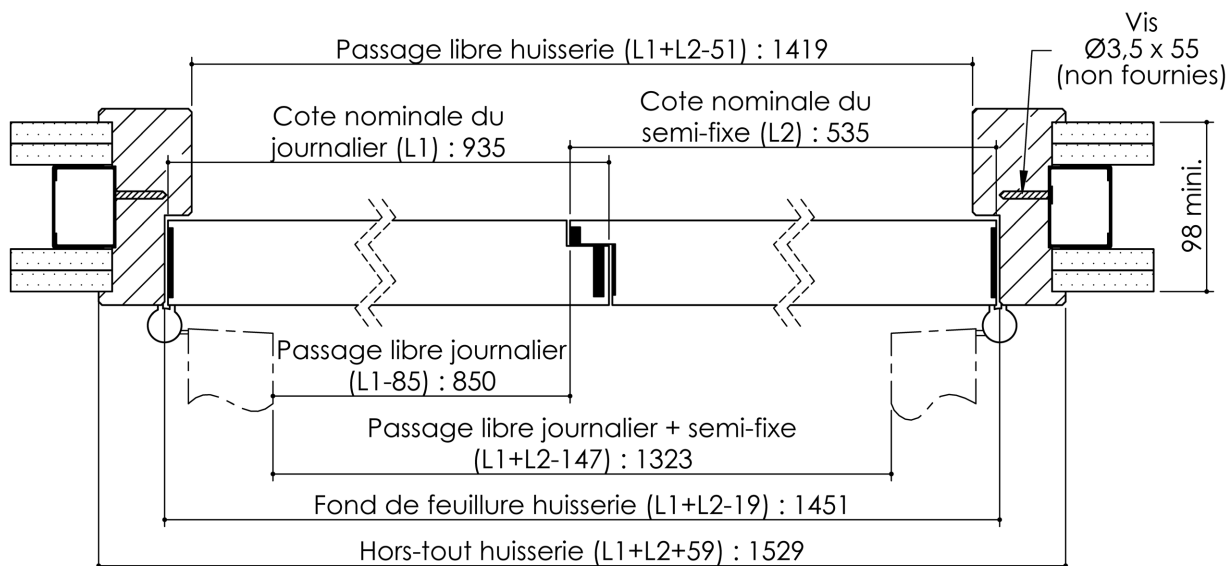 Vis
Ø3,5 x 55
(non fournies)
Passage libre huisserie (L1+L2-51) : 1419
Cote nominale du
journalier (L1) : 935
Cote nominale du
semi-fixe (L2) : 535
98 mini.
Passage libre journalier
(L1-85) : 850
Passage libre journalier + semi-fixe
(L1+L2-147) : 1323
Fond de feuillure huisserie (L1+L2-19) : 1451
Hors-tout huisserie (L1+L2+59) : 1529